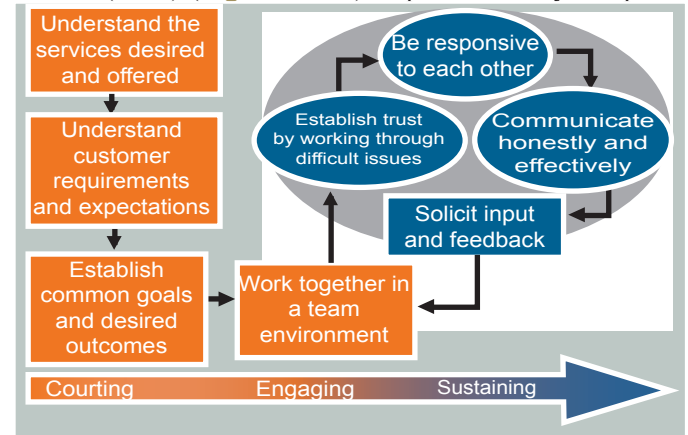 Understand the
services desired
and offered
Understand
customer
requirements
and expectations
Establish
common goals
and desired
outcomes
Work together in
a team
environment
Establish trust
by working through
difficult issues
Be responsive
to each other
Communicate
honestly and
effectively
Solicit input
and feedback
Courting Engaging Sustaining